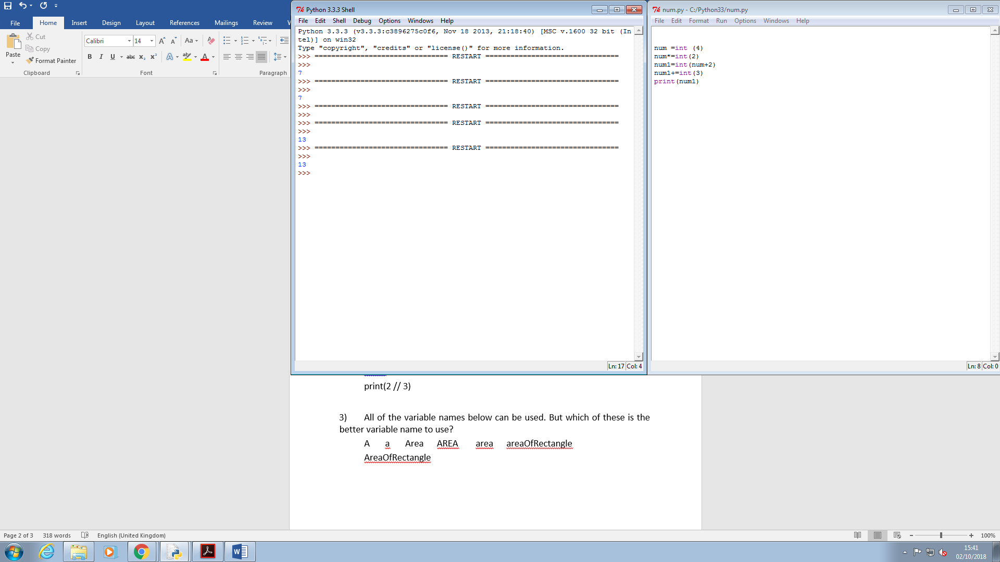 Python 3.3.3 Shell
num.py - C:/Python33/num.py
File Home Insert Design Layout References Mailings Review
File Edit Shell Debug Options Windows Help
File Edit Format Run Options Windows Help
Cut
Copy
Paste
Format Painter
Calibri 14
Clipboard Font Paragraph
Python 3.3.3 (v3.3.3:c3896275c0f6, Nov 18 2013, 21:18:40) [MSC v.1600 32 bit (In
tel)] on win32
Type "copyright", "credits" or "license()" for more information.
>>> ================================ RESTART ================================
>>>
7
>>> ================================ RESTART ================================
>>>
7
>>> ================================ RESTART ================================
>>>
>>> ================================ RESTART ================================
>>>
13
>>> ================================ RESTART ================================
>>>
13
>>>
Ln: 17 Col: 4
num =int (4)
num*=int(2)
num1=int(num+2)
num1+=int(3)
print(num1)
Ln: 8 Col: 0
print(2 // 3)
3) All of the variable names below can be used. But which of these is the
better variable name to use?
A a Area AREA area areaOfRectangle
AreaOfRectangle
Page 2 of 3 318 words English (United Kingdom) 100%
15:41
02/10/2018